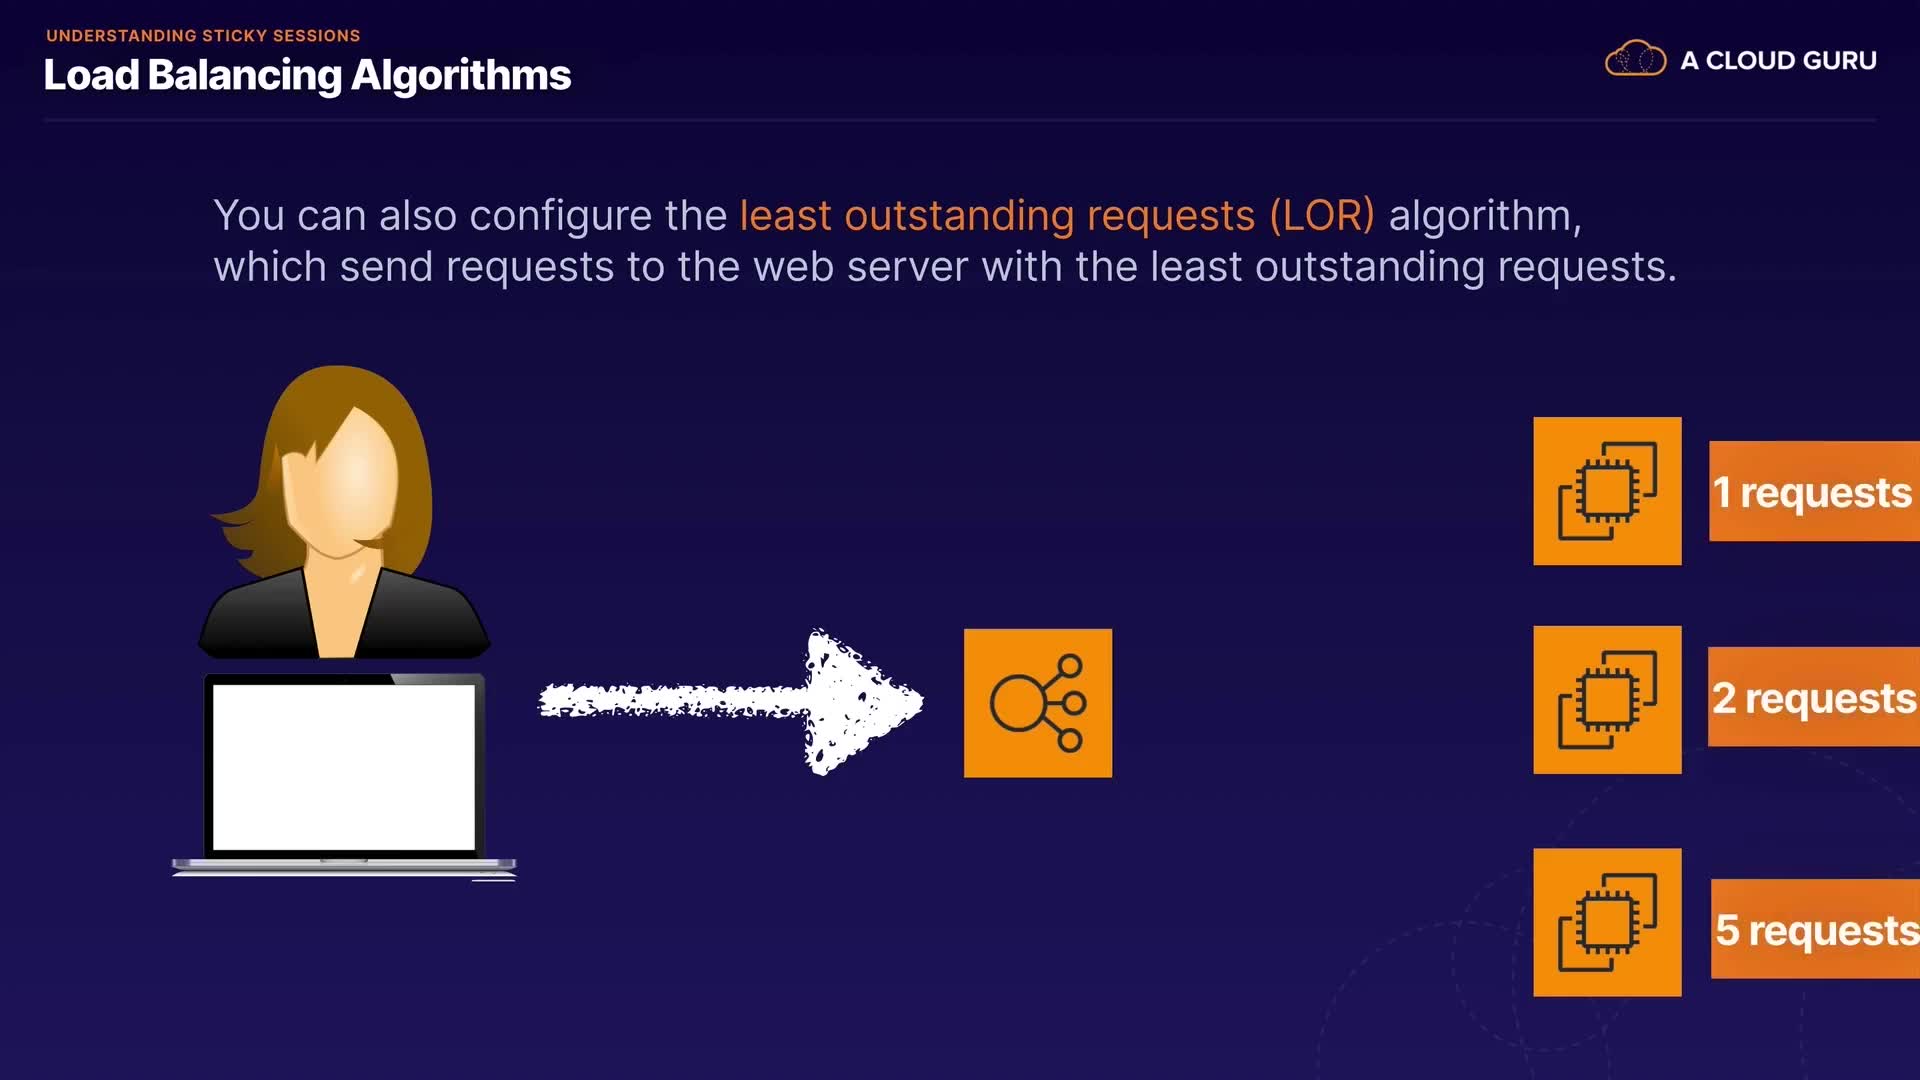 UNDERSTANDING STICKY SESSIONS
Load Balancing Algorithms
A CLOUD GURU
You can also configure the least outstanding requests (LOR) algorithm,
which send requests to the web server with the least outstanding requests.
1 requests
2 requests
5 requests